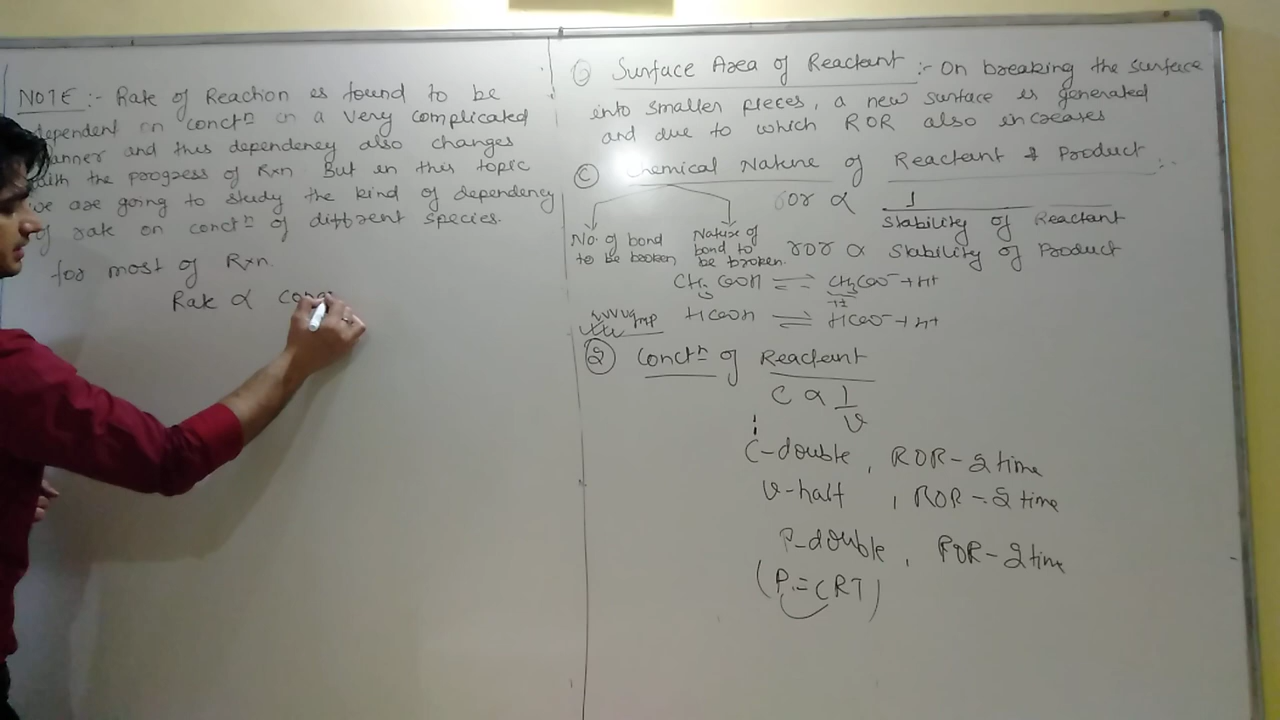 NOTE :- Rate of Reaction is found to be
dependent on conctn in a very complicated
manner and this dependency also changes
with the progress of Rxn But in this topic
we are going to study the kind of dependency
of rate on conctn of different species.
for most of Rxn.
Rate ∝ conc
Surface Area of Reactant :- On breaking the surface
into smaller pieces, a new surface is generated
and due to which ROR also increases
(C) Chemical Nature of Reactant & Product :-
ror ∝ 1
Stability of Reactant
No. of bond to be broken
Nature of bond to be broken.
ror ∝ Stability of Product
CH3COOH ⇌ CH3COO- + H+
+I
Imp
HCOOH ⇌ HCOO- + H+
(2) Conctn of Reactant
C ∝ 1/V
C-double, ROR-2 time
V-half, ROR-2 time
P-double, ROR-2 time
(P = CRT)